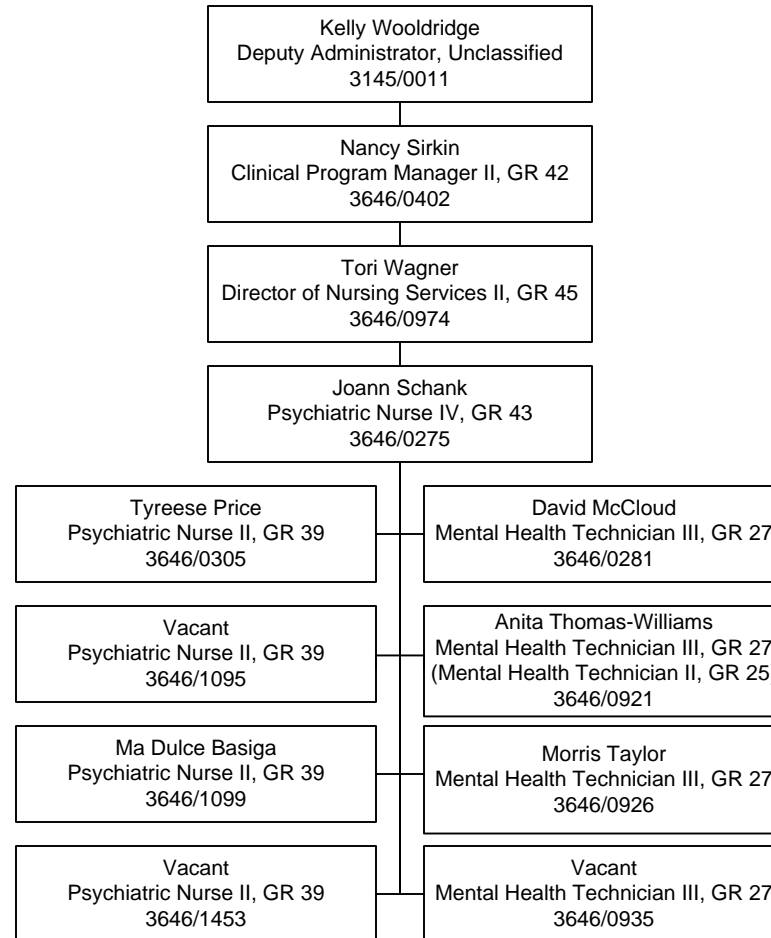 Kelly Wooldridge
Deputy Administrator, Unclassified
3145/0011
Nancy Sirkin
Clinical Program Manager II, GR 42
3646/0402
Tori Wagner
Director of Nursing Services II, GR 45
3646/0974
Joann Schank
Psychiatric Nurse IV, GR 43
3646/0275
Tyreese Price
Psychiatric Nurse II, GR 39
3646/0305
David McCloud
Mental Health Technician III, GR 27
3646/0281
Vacant
Psychiatric Nurse II, GR 39
3646/1095
Anita Thomas-Williams
Mental Health Technician III, GR 27
(Mental Health Technician II, GR 25)
3646/0921
Ma Dulce Basiga
Psychiatric Nurse II, GR 39
3646/1099
Morris Taylor
Mental Health Technician III, GR 27
3646/0926
Vacant
Psychiatric Nurse II, GR 39
3646/1453
Vacant
Mental Health Technician III, GR 27
3646/0935